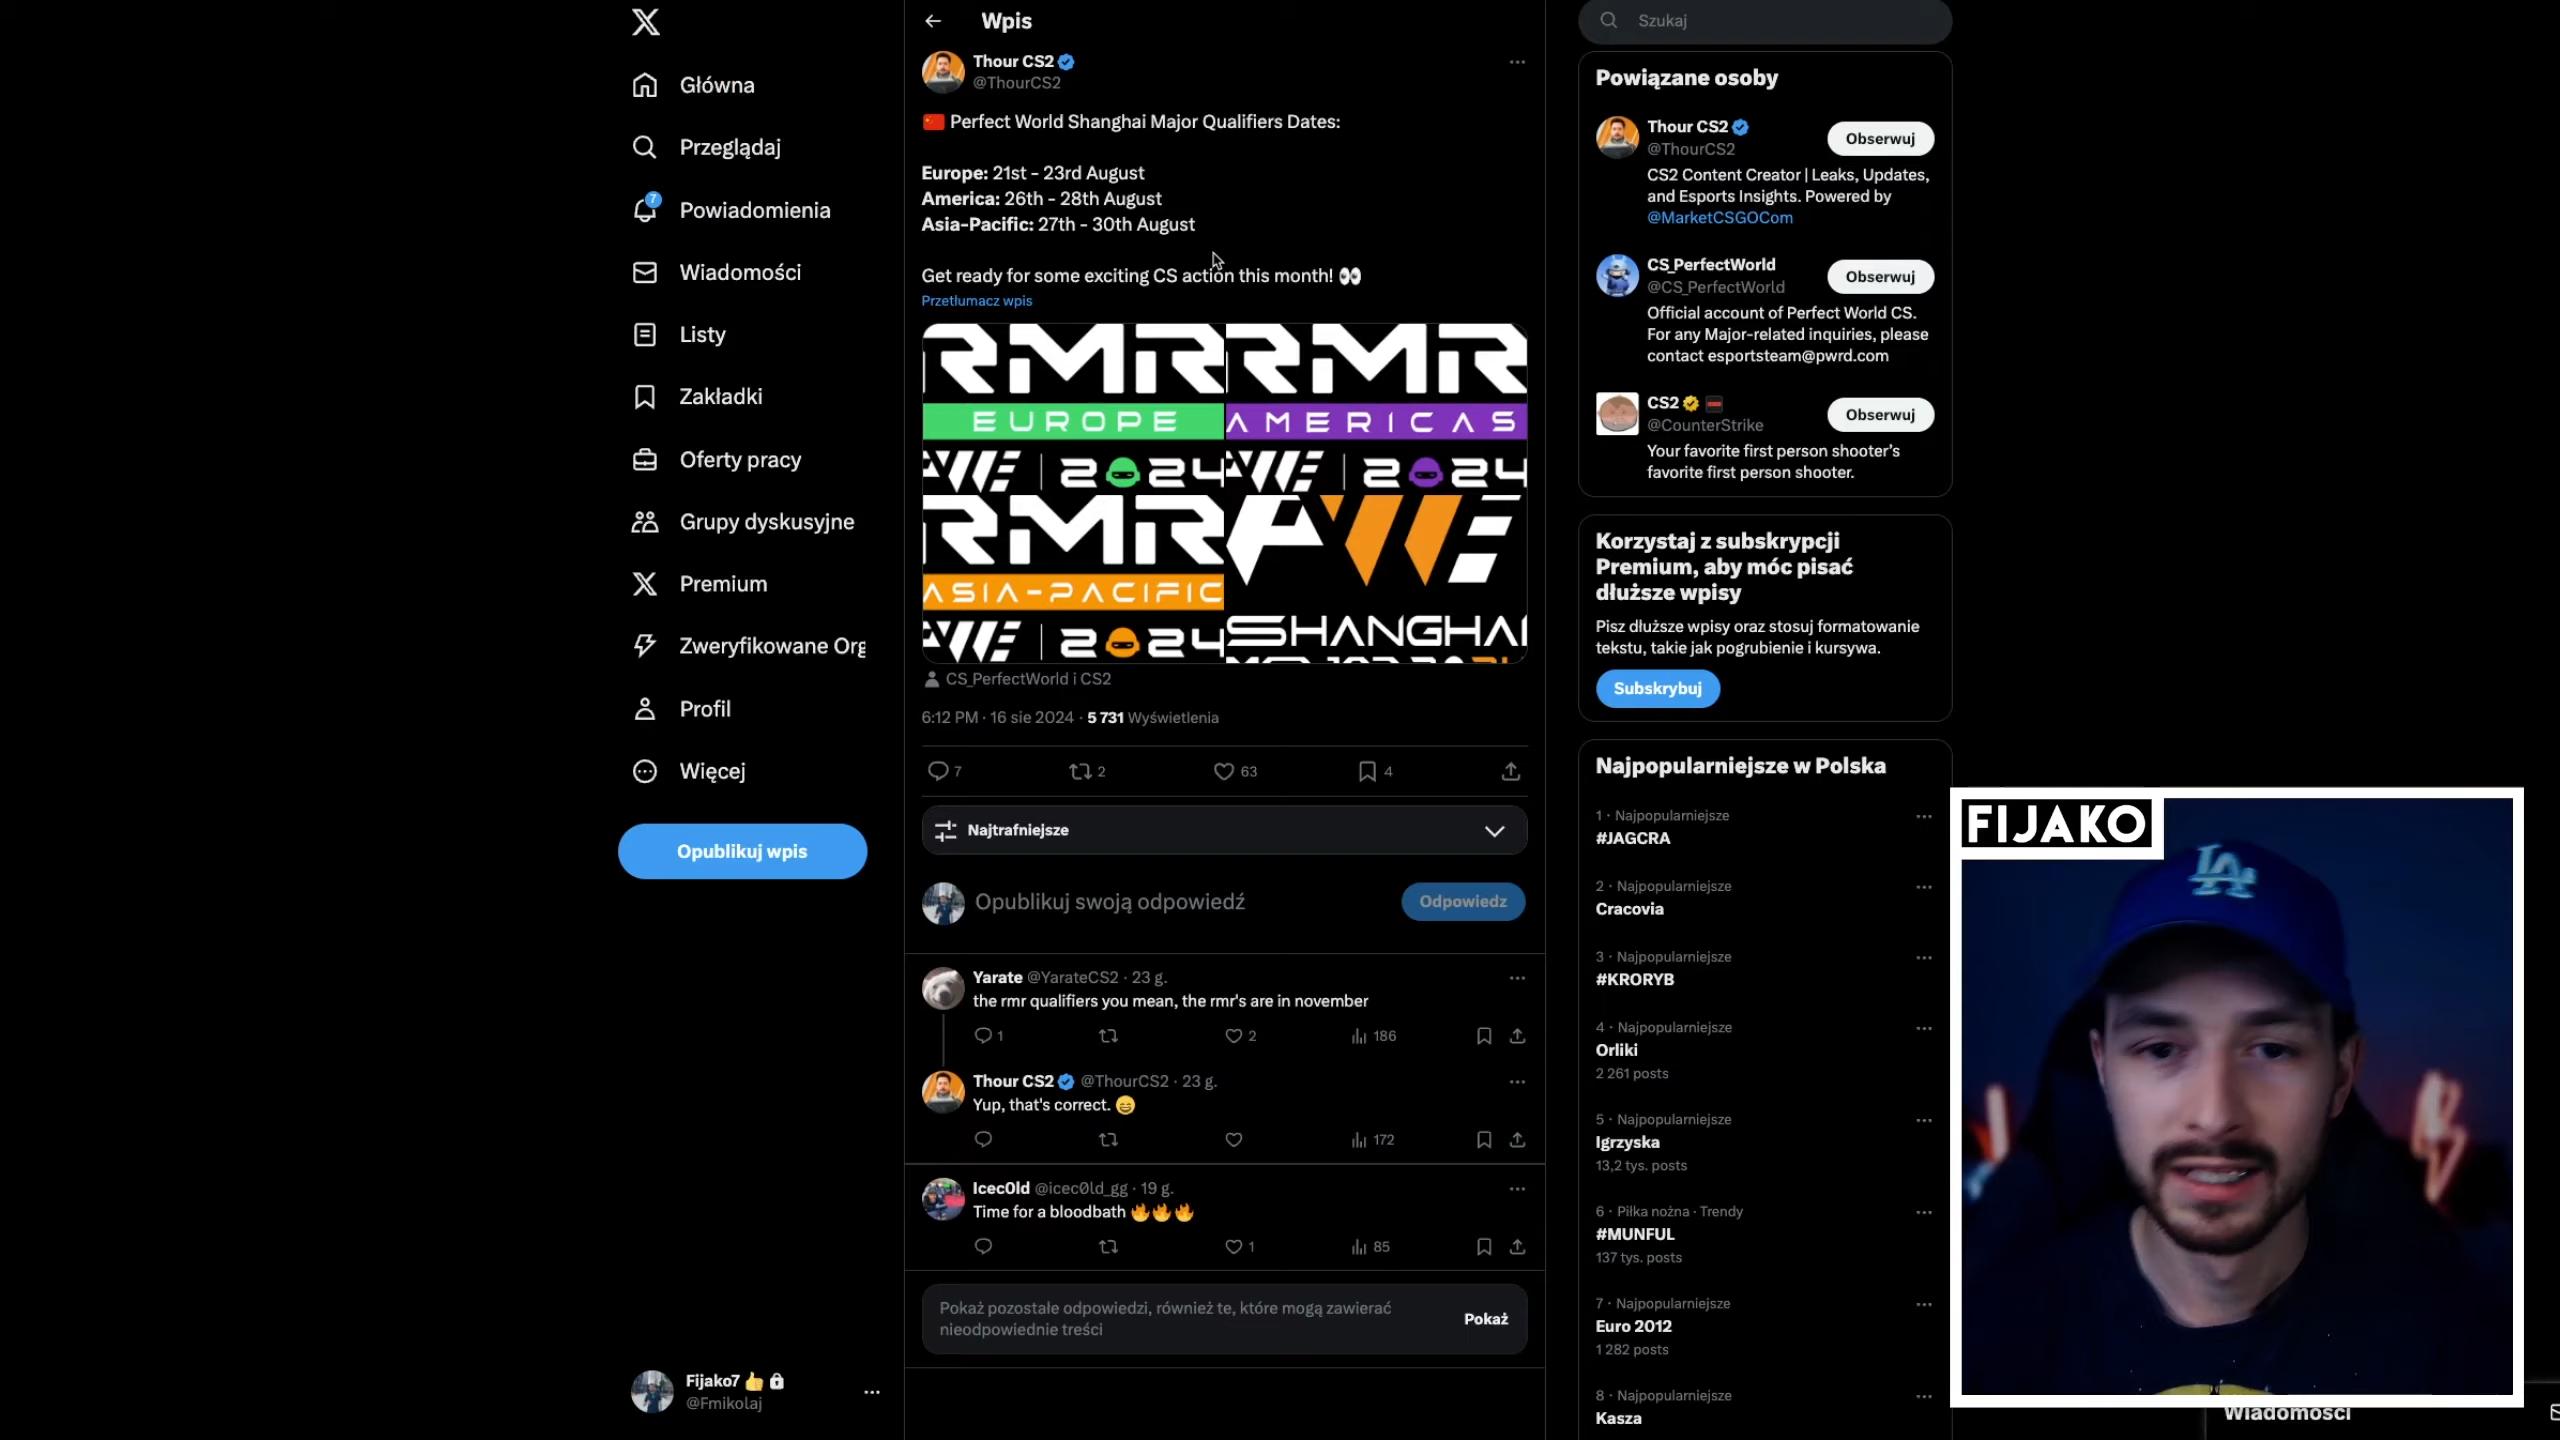 Główna
Przeglądaj
7
Powiadomienia
Wiadomości
Listy
Zakładki
Oferty pracy
Grupy dyskusyjne
Premium
Zweryfikowane Org
Profil
Więcej
Opublikuj wpis
Fijako7 👍
@Fmikolaj
Wpis
Thour CS2
@ThourCS2
🇨🇳 Perfect World Shanghai Major Qualifiers Dates:
Europe: 21st - 23rd August
America: 26th - 28th August
Asia-Pacific: 27th - 30th August
Get ready for some exciting CS action this month! 👀
Przetłumacz wpis
RMR
EUROPE
PWE | 2024
RMR
AMERICAS
PWE | 2024
RMR
ASIA-PACIFIC
PWE | 2024
PWE
SHANGHAI
CS_PerfectWorld i CS2
6:12 PM · 16 sie 2024 · 5 731 Wyświetlenia
7
2
63
4
Najtrafniejsze
Opublikuj swoją odpowiedź
Odpowiedz
Yarate @YarateCS2 · 23 g.
the rmr qualifiers you mean, the rmr's are in november
1
2
186
Thour CS2 @ThourCS2 · 23 g.
Yup, that's correct. 😄
172
Icec0ld @icec0ld_gg · 19 g.
Time for a bloodbath 🔥🔥🔥
1
85
Pokaż pozostałe odpowiedzi, również te, które mogą zawierać
nieodpowiednie treści
Pokaż
Szukaj
Powiązane osoby
Thour CS2
@ThourCS2
Obserwuj
CS2 Content Creator | Leaks, Updates,
and Esports Insights. Powered by
@MarketCSGOCom
CS_PerfectWorld
@CS_PerfectWorld
Obserwuj
Official account of Perfect World CS.
For any Major-related inquiries, please
contact esportsteam@pwrd.com
CS2
@CounterStrike
Obserwuj
Your favorite first person shooter's
favorite first person shooter.
Korzystaj z subskrypcji
Premium, aby móc pisać
dłuższe wpisy
Pisz dłuższe wpisy oraz stosuj formatowanie
tekstu, takie jak pogrubienie i kursywa.
Subskrybuj
Najpopularniejsze w Polska
1 · Najpopularniejsze
#JAGCRA
2 · Najpopularniejsze
Cracovia
3 · Najpopularniejsze
#KRORYB
4 · Najpopularniejsze
Orliki
2 261 posts
5 · Najpopularniejsze
Igrzyska
13,2 tys. posts
6 · Piłka nożna · Trendy
#MUNFUL
137 tys. posts
7 · Najpopularniejsze
Euro 2012
1 282 posts
8 · Najpopularniejsze
Kasza
FIJAKO
LA
Wiadomości